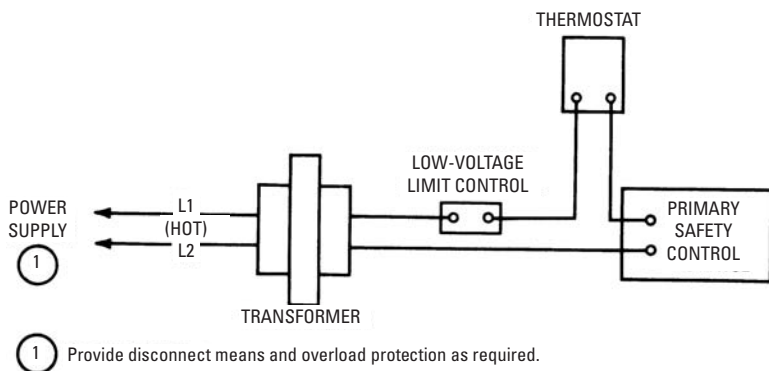 THERMOSTAT
LOW-VOLTAGE
LIMIT CONTROL
POWER
SUPPLY
1
L1
(HOT)
L2
PRIMARY
SAFETY
CONTROL
TRANSFORMER
1 Provide disconnect means and overload protection as required.